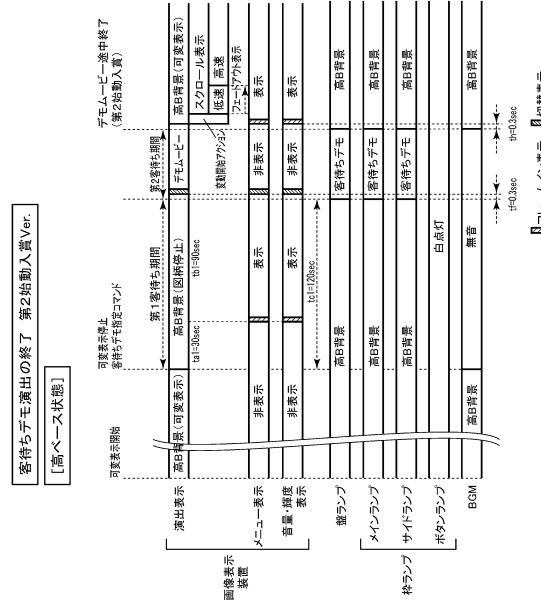 客待ちデモ演出の終了　第２始動入賞Ver.
[高ベース状態]
可変表示開始
可変表示停止
客待ちデモ指定コマンド
デモムービー途中終了
(第２始動入賞)
第１客待ち期間
第２客待ち期間
画像表示
装置
演出表示
高B背景(可変表示)
高B背景(図柄停止)
デモムービー
高B背景(可変表示)
スクロール表示
低速
高速
変動開始アクション
フェードアウト表示
ta1=30sec
tb1=90sec
メニュー表示
非表示
表示
非表示
表示
音量・輝度
表示
非表示
表示
非表示
表示
tc1=120sec
盤ランプ
高B背景
客待ちデモ
高B背景
枠ランプ
メインランプ
高B背景
客待ちデモ
高B背景
サイドランプ
高B背景
客待ちデモ
高B背景
ボタンランプ
白点灯
BGM
高B背景
無音
高B背景
tf=0.3sec
th=0.3sec